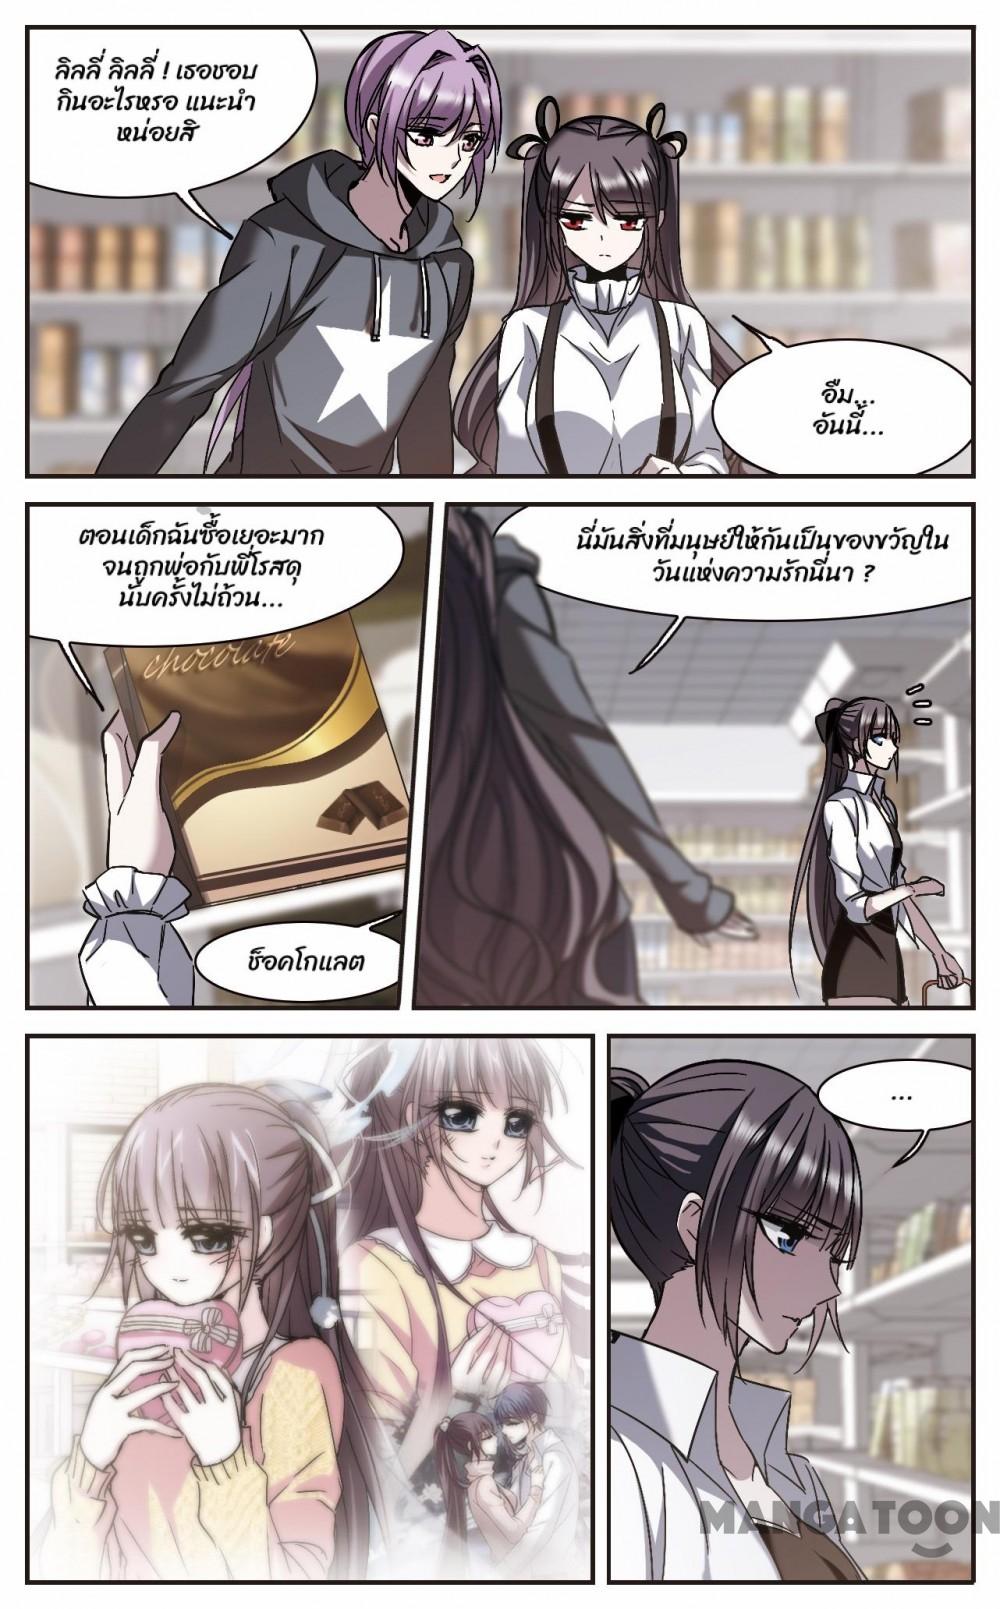 ลิลลี่ ลิลลี่ ! เธอชอบ
กินอะไรหรอ แนะนำ
หน่อยสิ
อืม...
อันนี้...
ตอนเด็กฉันซื้อเยอะมาก
จนถูกพ่อกับพี่โรสดุ
นับครั้งไม่ถ้วน...
chocolate
ช็อคโกแลต
นี่มันสิ่งที่มนุษย์ให้กันเป็นของขวัญใน
วันแห่งความรักนี่นา ?
...
MANGATOON